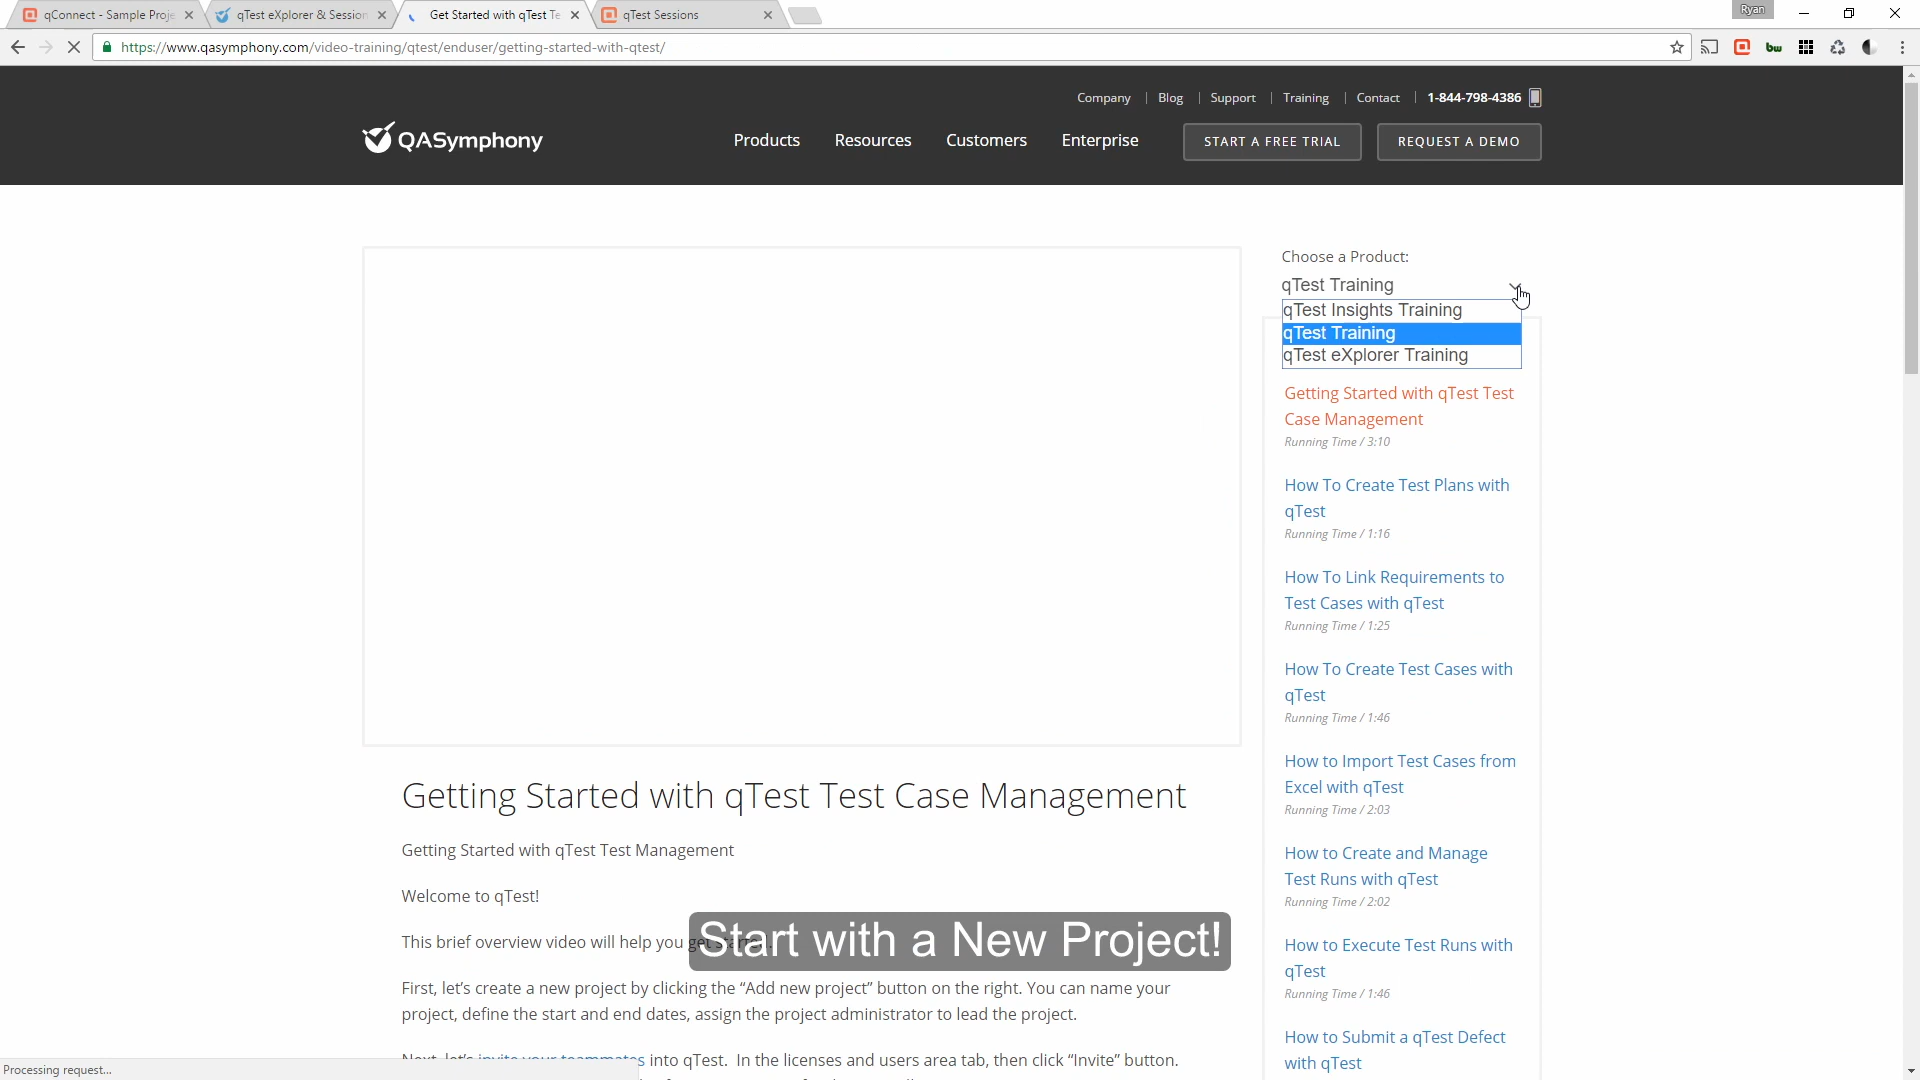 qConnect - Sample Proje
qTest eXplorer & Session
Get Started with qTest Te
qTest Sessions
Ryan
https://www.qasymphony.com/video-training/qtest/enduser/getting-started-with-qtest/
bw
Company | Blog | Support | Training | Contact | 1-844-798-4386
QASymphony
Products
Resources
Customers
Enterprise
START A FREE TRIAL
REQUEST A DEMO
Choose a Product:
qTest Training
qTest Insights Training
qTest Training
qTest eXplorer Training
Getting Started with qTest Test
Case Management
Running Time / 3:10
How To Create Test Plans with
qTest
Running Time / 1:16
How To Link Requirements to
Test Cases with qTest
Running Time / 1:25
How To Create Test Cases with
qTest
Running Time / 1:46
How to Import Test Cases from
Excel with qTest
Running Time / 2:03
How to Create and Manage
Test Runs with qTest
Running Time / 2:02
How to Execute Test Runs with
qTest
Running Time / 1:46
How to Submit a qTest Defect
with qTest
Getting Started with qTest Test Case Management
Getting Started with qTest Test Management
Welcome to qTest!
This brief overview video will help you get started.
Start with a New Project!
First, let's create a new project by clicking the “Add new project” button on the right. You can name your
project, define the start and end dates, assign the project administrator to lead the project.
Next, let's invite your teammates into qTest. In the licenses and users area tab, then click “Invite” button.
Processing request...